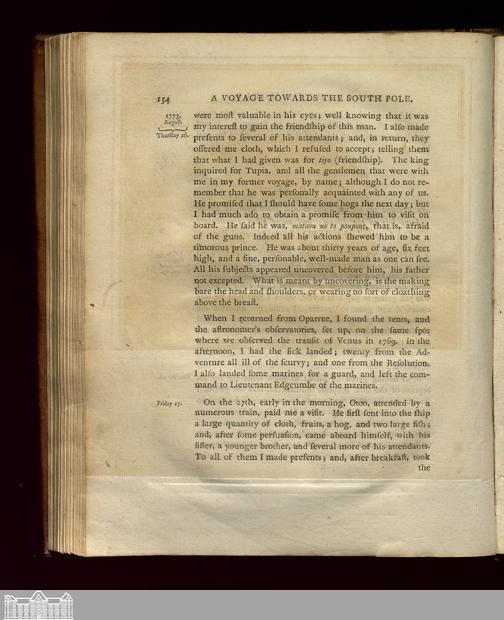 154 A VOYAGE TOWARDS THE SOUTH POLE,
1773.
Auguſt.
Thurſday 26.
were moſt valuable in his eyes; well knowing that it was
my intereſt to gain the friendſhip of this man. I alſo made
preſents to ſeveral of his attendants; and, in return, they
offered me cloth, which I refuſed to accept; telling them
that what I had given was for tiyo (friendſhip). The king
inquired for Tupia, and all the gentlemen that were with
me in my former voyage, by name; although I do not re-
member that he was perſonally acquainted with any of us.
He promiſed that I ſhould have ſome hogs the next day; but
I had much ado to obtain a promiſe from him to viſit on
board. He ſaid he was, mataou no to poupoue, that is, afraid
of the guns. Indeed all his actions ſhewed him to be a
timorous prince. He was about thirty years of age, ſix feet
high, and a fine, perſonable, well-made man as one can ſee.
All his ſubjects appeared uncovered before him, his father
not excepted. What is meant by uncovering, is the making
bare the head and ſhoulders, or wearing no ſort of cloathing
above the breaſt.
When I returned from Oparree, I found the tents, and
the aſtronomer's obſervatories, ſet up, on the ſame ſpot
where we obſerved the tranſit of Venus in 1769. In the
afternoon, I had the ſick landed; twenty from the Ad-
venture all ill of the ſcurvy; and one from the Reſolution.
I alſo landed ſome marines for a guard, and left the com-
mand to Lieutenant Edgcumbe of the marines.
Friday 27.
On the 27th, early in the morning, Otoo, attended by a
numerous train, paid me a viſit. He firſt ſent into the ſhip
a large quantity of cloth, fruits, a hog, and two large fiſh;
and, after ſome perſuaſion, came aboard himſelf, with his
ſiſter, a younger brother, and ſeveral more of his attendants.
To all of them I made preſents; and, after breakfaſt, took
the